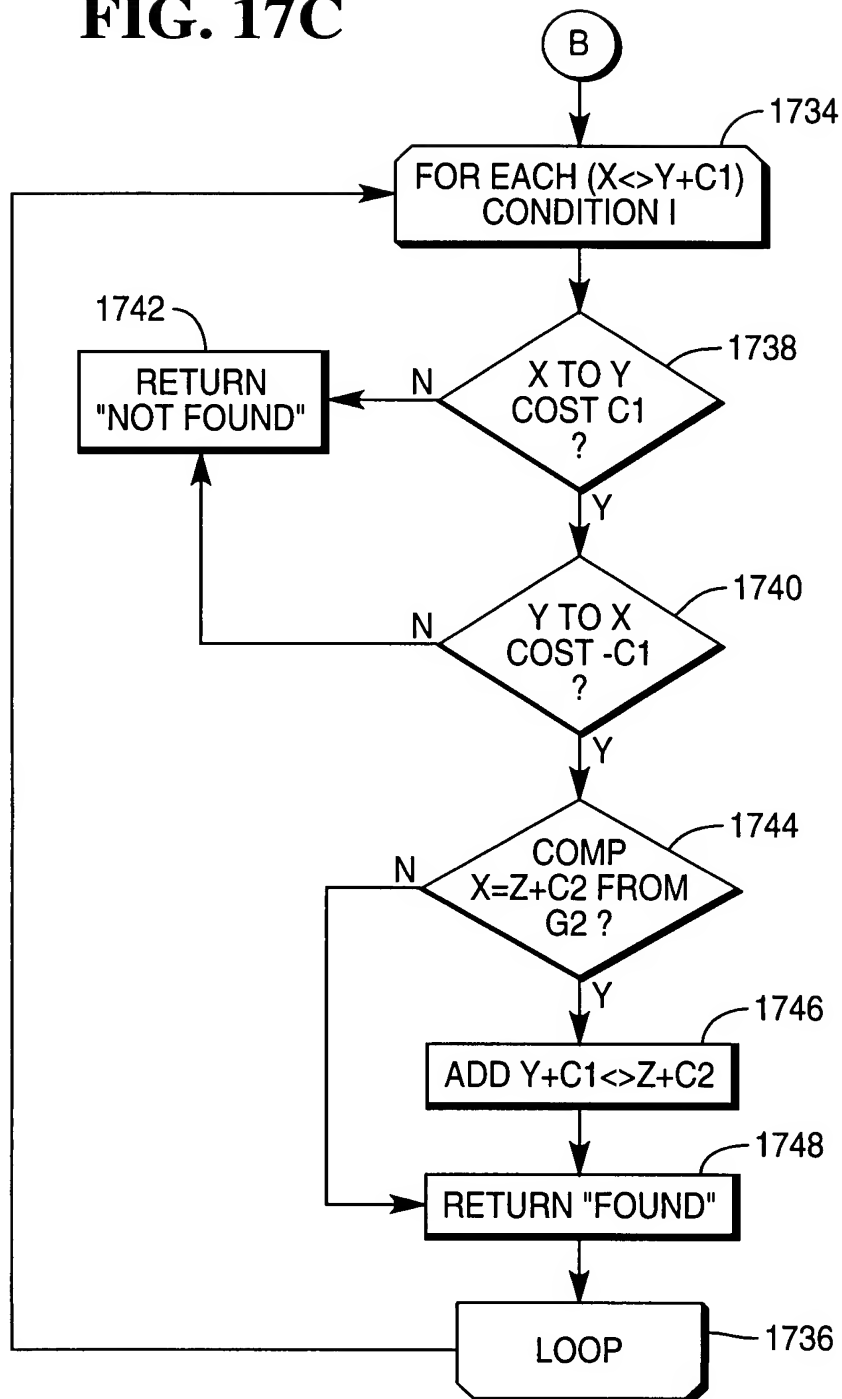 FIG. 17C
B
1734
FOR EACH (X<>Y+C1)
CONDITION I
1742
RETURN
"NOT FOUND"
N
X TO Y
COST C1
?
1738
Y
N
Y TO X
COST -C1
?
1740
Y
N
COMP
X=Z+C2 FROM
G2 ?
1744
Y
1746
ADD Y+C1<>Z+C2
1748
RETURN "FOUND"
LOOP
1736